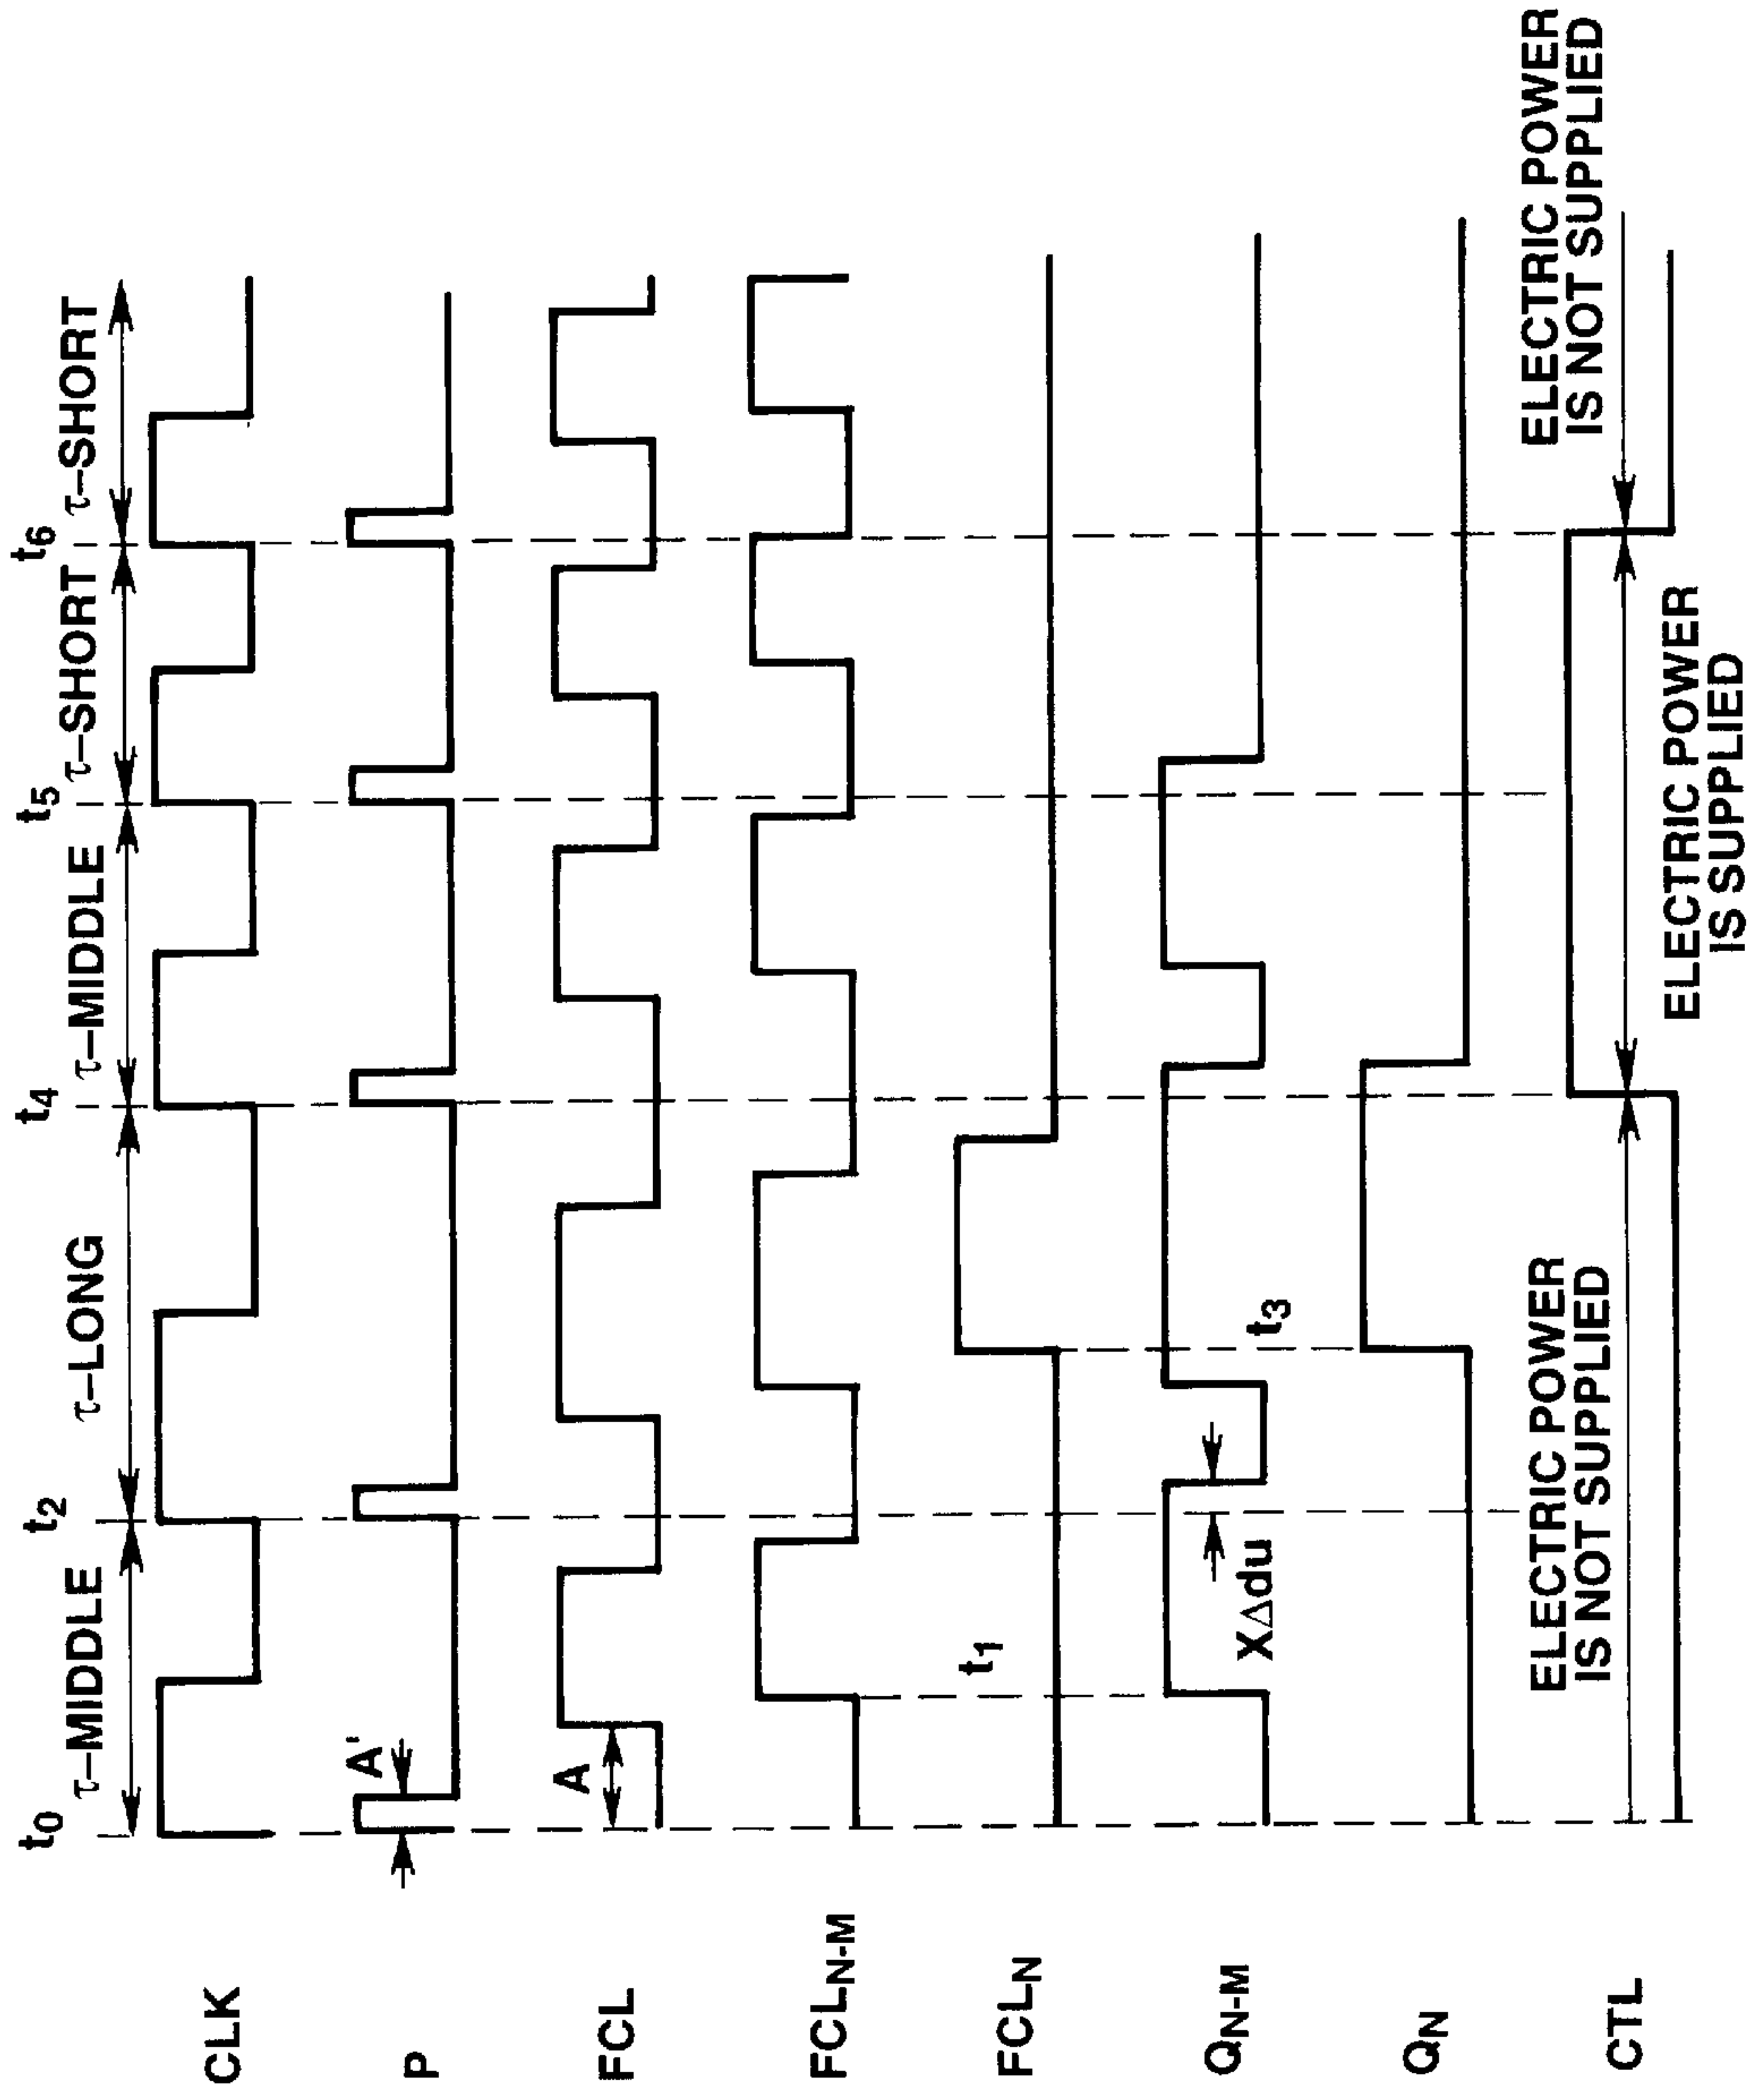 t0 t2 t4 t5 t6
τ–MIDDLE τ–LONG τ–MIDDLE τ–SHORT τ–SHORT
CLK
A'
P
A
FCL
FCLN-M
t1
FCLN
QN-M
XΔdu
t3
QN
ELECTRIC POWER
IS NOT SUPPLIED
ELECTRIC POWER
IS NOT SUPPLIED
CTL
ELECTRIC POWER
IS SUPPLIED